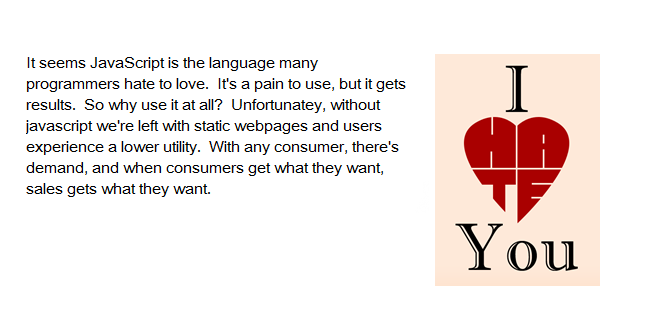 It seems JavaScript is the language many
programmers hate to love.  It's a pain to use, but it gets
results.  So why use it at all?  Unfortunatey, without
javascript we're left with static webpages and users
experience a lower utility.  With any consumer, there's
demand, and when consumers get what they want,
sales gets what they want.
I
HA
TE
You